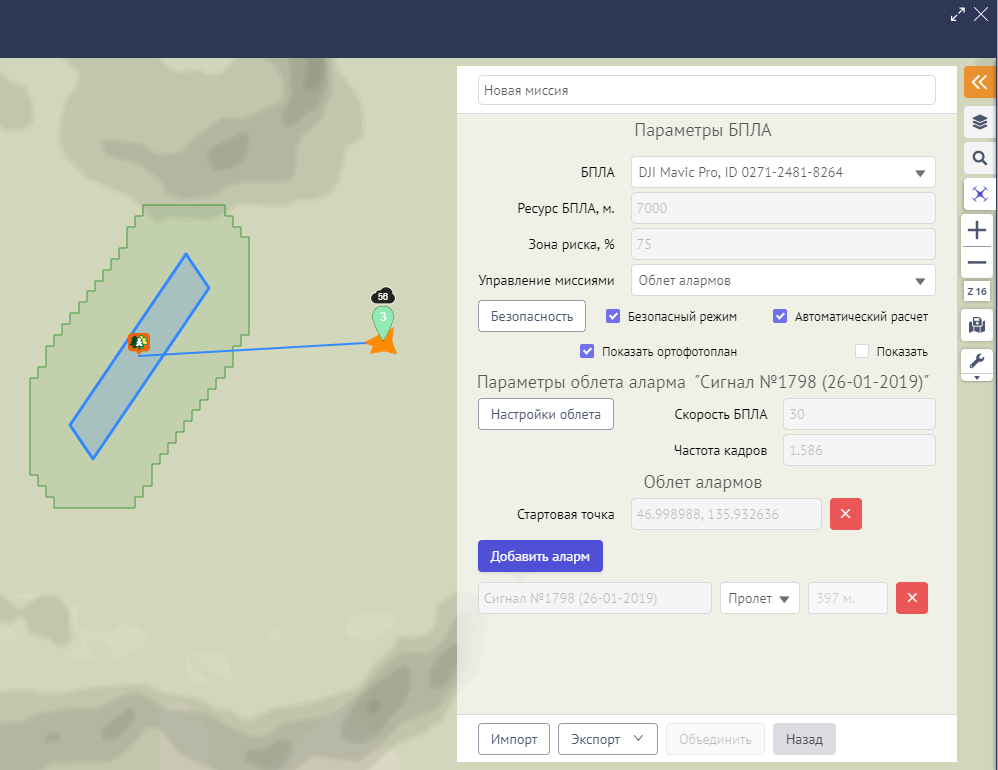 Новая миссия
Параметры БПЛА
БПЛА DJI Mavic Pro, ID 0271-2481-8264
Ресурс БПЛА, м. 7000
Зона риска, % 75
Управление миссиями Облет алармов
Безопасность Безопасный режим Автоматический расчет
Показать ортофотоплан Показать
Параметры облета аларма "Сигнал №1798 (26-01-2019)"
Настройки облета Скорость БПЛА 30
Частота кадров 1.586
Облет алармов
Стартовая точка 46.998988, 135.932636
Добавить аларм
Сигнал №1798 (26-01-2019) Пролет 397 м.
Импорт Экспорт Объединить Назад
56
3
Z 16